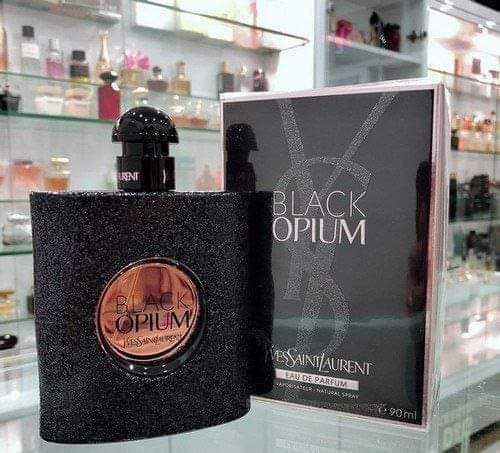 LAURENT
BLACK
OPIUM
YVESSAINTLAURENT
BLACK
OPIUM
YVESSAINTLAURENT
EAU DE PARFUM
VAPORISATEUR - NATURAL SPRAY
e 90ml